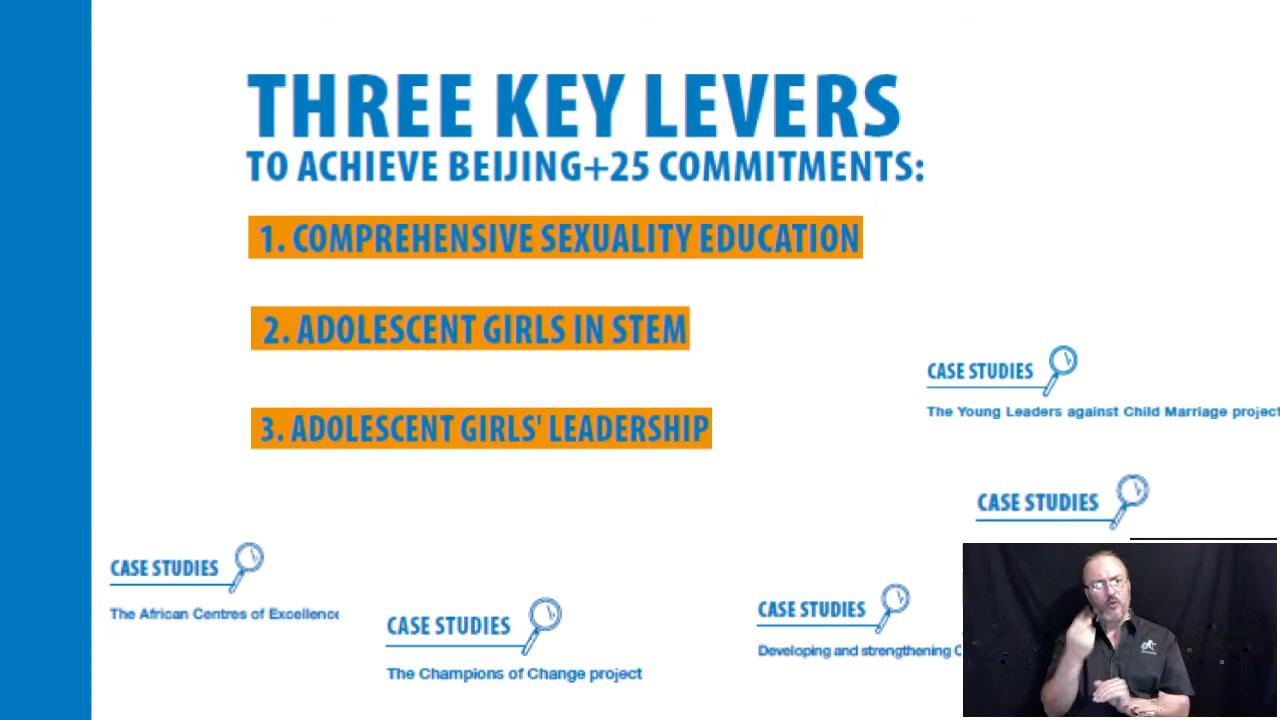 THREE KEY LEVERS
TO ACHIEVE BEIJING+25 COMMITMENTS:
1. COMPREHENSIVE SEXUALITY EDUCATION
2. ADOLESCENT GIRLS IN STEM
3. ADOLESCENT GIRLS' LEADERSHIP
CASE STUDIES
The Young Leaders against Child Marriage project
CASE STUDIES
CASE STUDIES
The African Centres of Excellence
CASE STUDIES
The Champions of Change project
CASE STUDIES
Developing and strengthening